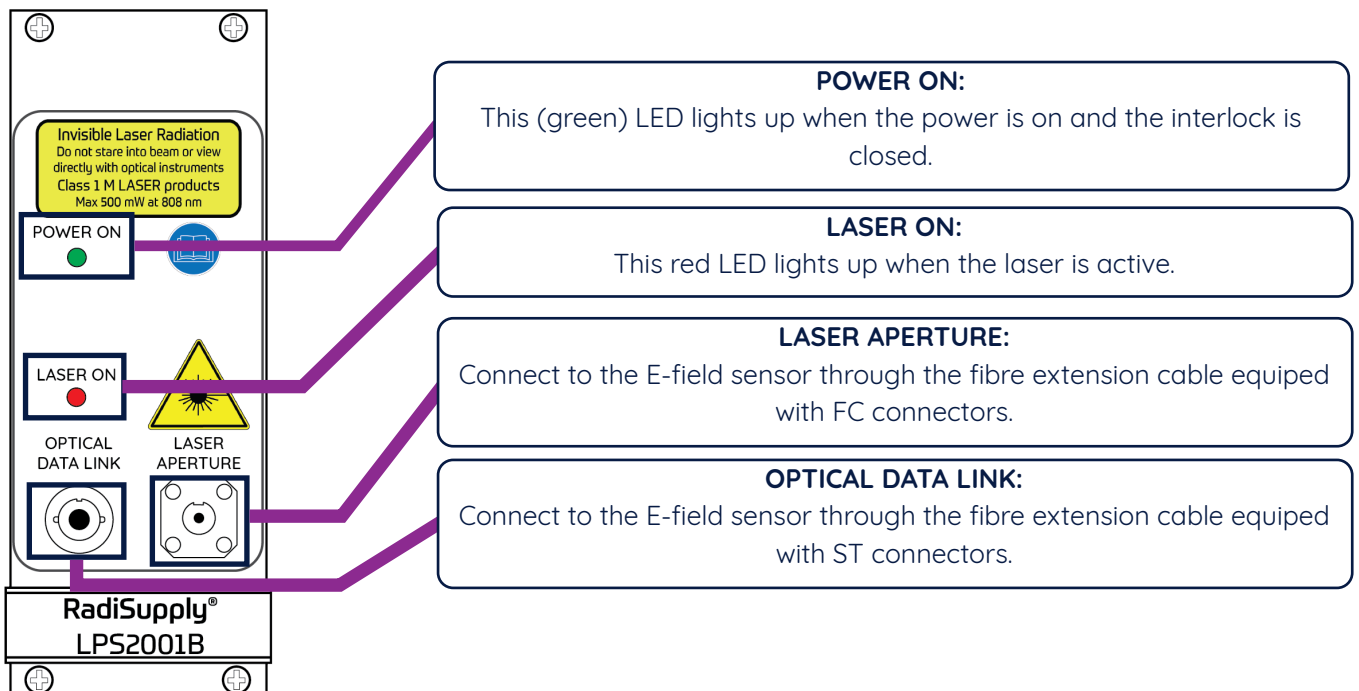 Invisible Laser Radiation
Do not stare into beam or view
directly with optical instruments
Class 1 M LASER products
Max 500 mW at 808 nm
POWER ON
LASER ON
OPTICAL
DATA LINK
LASER
APERTURE
RadiSupply®
LPS2001B
POWER ON:
This (green) LED lights up when the power is on and the interlock is
closed.
LASER ON:
This red LED lights up when the laser is active.
LASER APERTURE:
Connect to the E-field sensor through the fibre extension cable equiped
with FC connectors.
OPTICAL DATA LINK:
Connect to the E-field sensor through the fibre extension cable equiped
with ST connectors.